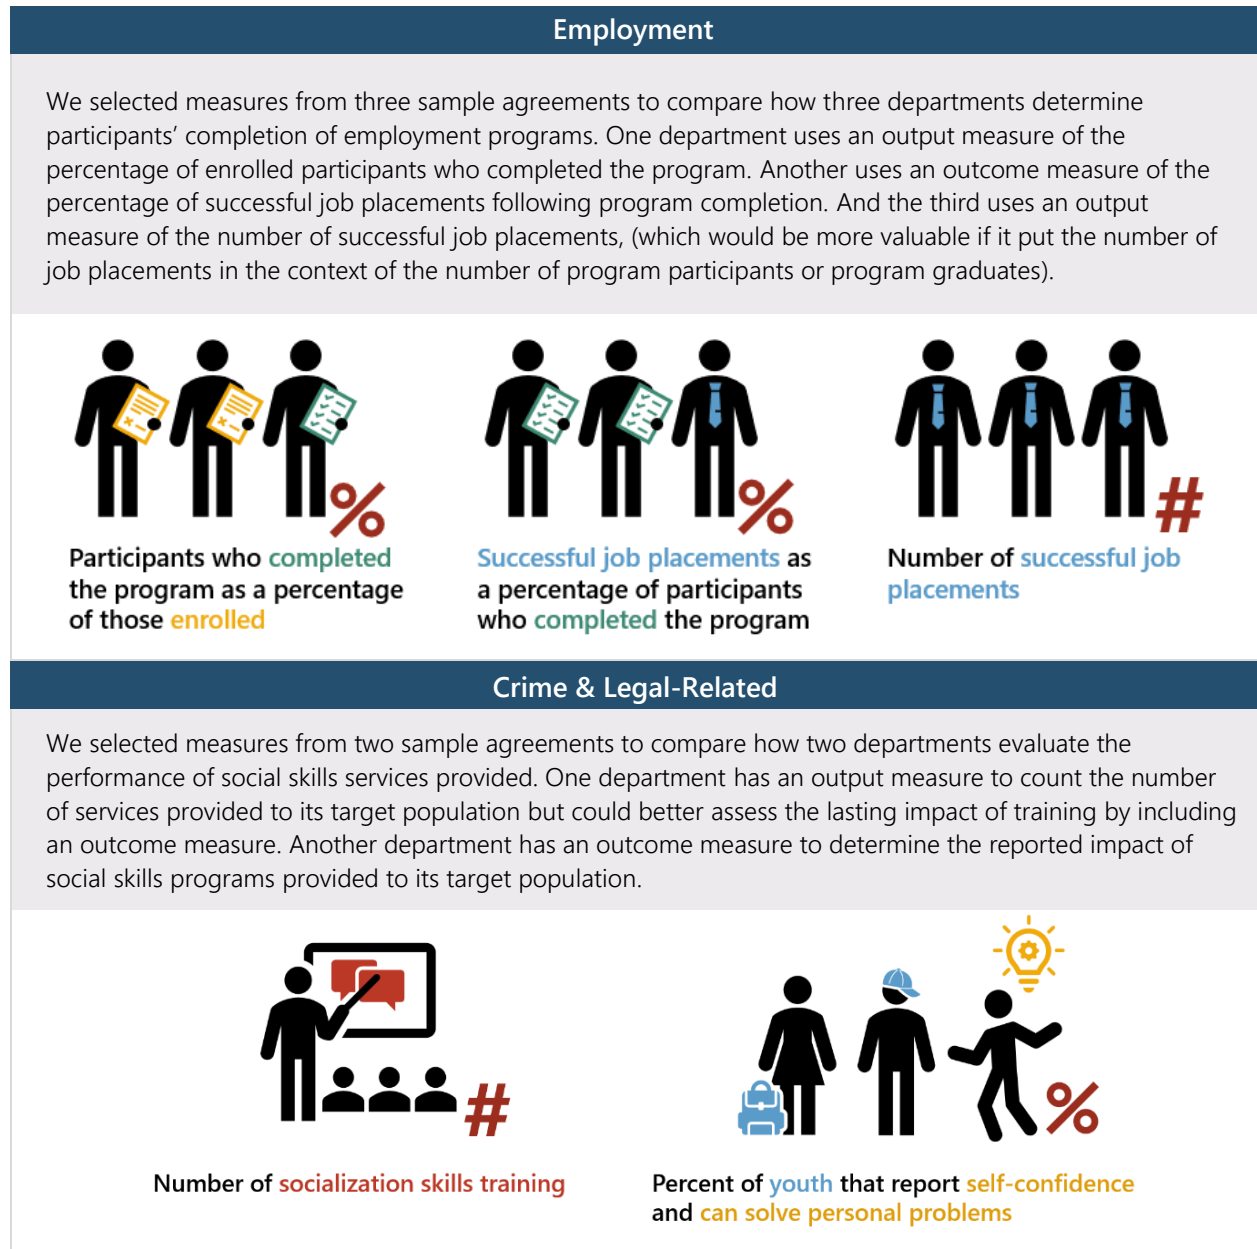 Employment
We selected measures from three sample agreements to compare how three departments determine
participants’ completion of employment programs. One department uses an output measure of the
percentage of enrolled participants who completed the program. Another uses an outcome measure of the
percentage of successful job placements following program completion. And the third uses an output
measure of the number of successful job placements, (which would be more valuable if it put the number of
job placements in the context of the number of program participants or program graduates).
%
%
#
Participants who completed
the program as a percentage
of those enrolled
Successful job placements as
a percentage of participants
who completed the program
Number of successful job
placements
Crime & Legal-Related
We selected measures from two sample agreements to compare how two departments evaluate the
performance of social skills services provided. One department has an output measure to count the number
of services provided to its target population but could better assess the lasting impact of training by including
an outcome measure. Another department has an outcome measure to determine the reported impact of
social skills programs provided to its target population.
#
%
Number of socialization skills training
Percent of youth that report self-confidence
and can solve personal problems